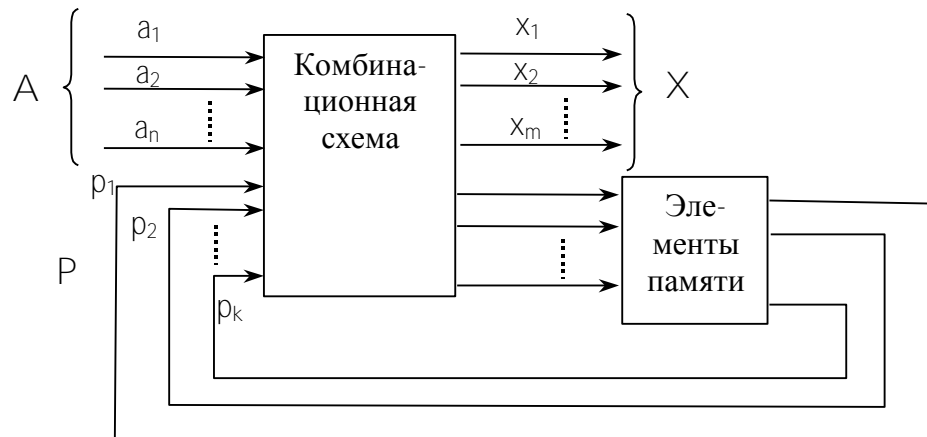 A
a₁
a₂
aₙ
p₁
p₂
P
pₖ
Комбина-
ционная
схема
x₁
x₂
xₘ
X
Эле-
менты
памяти